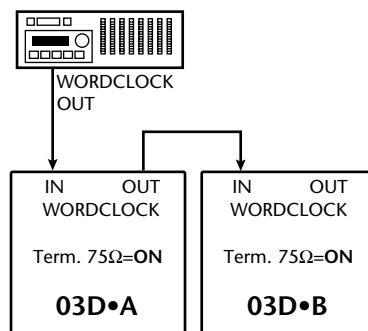 WORDCLOCK
OUT
IN OUT
WORDCLOCK
Term. 75Ω=ON
03D•A
IN OUT
WORDCLOCK
Term. 75Ω=ON
03D•B